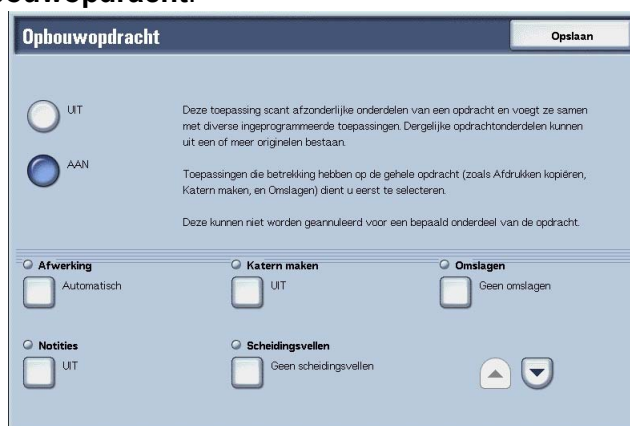 bouwopdracht.
Opbouwopdracht
Opslaan
UIT
AAN
Deze toepassing scant afzonderlijke onderdelen van een opdracht en voegt ze samen
met diverse ingeprogrammeerde toepassingen. Dergelijke opdrachtonderdelen kunnen
uit een of meer originelen bestaan.
Toepassingen die betrekking hebben op de gehele opdracht (zoals Afdrukken kopiëren,
Katern maken, en Omslagen) dient u eerst te selecteren.
Deze kunnen niet worden geannuleerd voor een bepaald onderdeel van de opdracht.
Afwerking
Automatisch
Katern maken
UIT
Omslagen
Geen omslagen
Notities
UIT
Scheidingsvellen
Geen scheidingsvellen